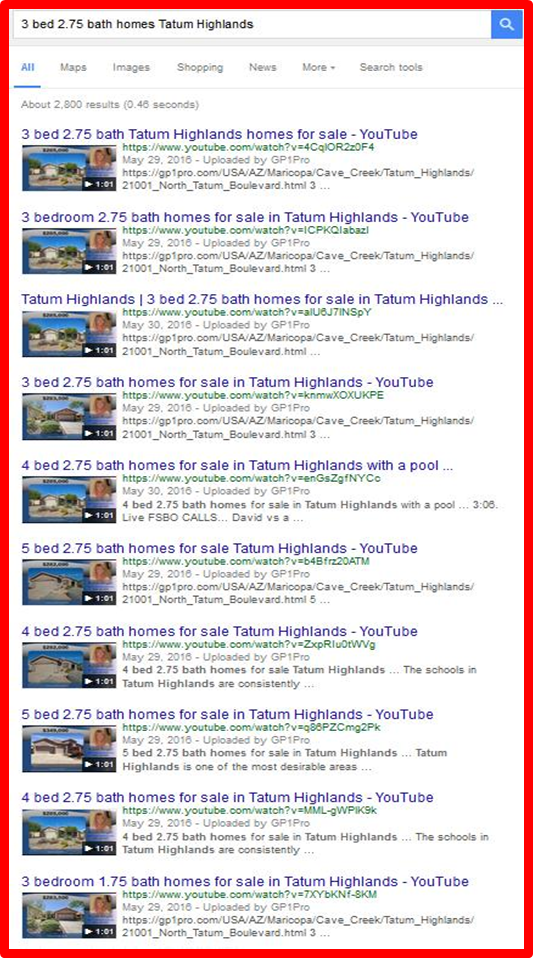 3 bed 2.75 bath homes Tatum Highlands
All Maps Images Shopping News More Search tools
About 2,800 results (0.46 seconds)
3 bed 2.75 bath Tatum Highlands homes for sale - YouTube
https://www.youtube.com/watch?v=4CqlOR2z0F4
May 29, 2016 - Uploaded by GP1Pro
https://gp1pro.com/USA/AZ/Maricopa/Cave_Creek/Tatum_Highlands/
1:01 21001_North_Tatum_Boulevard.html 3 ...
3 bedroom 2.75 bath homes for sale in Tatum Highlands - YouTube
https://www.youtube.com/watch?v=ICPKQIabazI
May 29, 2016 - Uploaded by GP1Pro
https://gp1pro.com/USA/AZ/Maricopa/Cave_Creek/Tatum_Highlands/
1:01 21001_North_Tatum_Boulevard.html 3 ...
Tatum Highlands | 3 bed 2.75 bath homes for sale in Tatum Highlands ...
https://www.youtube.com/watch?v=alU6J7INSpY
May 30, 2016 - Uploaded by GP1Pro
https://gp1pro.com/USA/AZ/Maricopa/Cave_Creek/Tatum_Highlands/
1:01 21001_North_Tatum_Boulevard.html ...
3 bed 2.75 bath homes for sale in Tatum Highlands - YouTube
https://www.youtube.com/watch?v=knmwXOXUKPE
May 29, 2016 - Uploaded by GP1Pro
https://gp1pro.com/USA/AZ/Maricopa/Cave_Creek/Tatum_Highlands/
1:01 21001_North_Tatum_Boulevard.html 3 ...
4 bed 2.75 bath homes for sale in Tatum Highlands with a pool ...
https://www.youtube.com/watch?v=enGsZgfNYCc
May 30, 2016 - Uploaded by GP1Pro
4 bed 2.75 bath homes for sale in Tatum Highlands with a pool ... 3:06.
1:01 Live FSBO CALLS... David vs a ...
5 bed 2.75 bath homes for sale Tatum Highlands - YouTube
https://www.youtube.com/watch?v=b4Bfrz20ATM
May 29, 2016 - Uploaded by GP1Pro
https://gp1pro.com/USA/AZ/Maricopa/Cave_Creek/Tatum_Highlands/
1:01 21001_North_Tatum_Boulevard.html 5 ...
4 bed 2.75 bath homes for sale Tatum Highlands - YouTube
https://www.youtube.com/watch?v=ZxpRIu0tWVg
May 29, 2016 - Uploaded by GP1Pro
4 bed 2.75 bath homes for sale Tatum Highlands ... The schools in
1:01 Tatum Highlands are consistently ...
5 bed 2.75 bath homes for sale in Tatum Highlands - YouTube
https://www.youtube.com/watch?v=q86PZCmg2Pk
May 29, 2016 - Uploaded by GP1Pro
5 bed 2.75 bath homes for sale in Tatum Highlands ... Tatum
1:01 Highlands is one of the most desirable areas ...
4 bed 2.75 bath homes for sale in Tatum Highlands - YouTube
https://www.youtube.com/watch?v=MML-gWPlK9k
May 29, 2016 - Uploaded by GP1Pro
4 bed 2.75 bath homes for sale in Tatum Highlands ... The schools in
1:01 Tatum Highlands are consistently ...
3 bedroom 1.75 bath homes for sale in Tatum Highlands - YouTube
https://www.youtube.com/watch?v=7XYbKNf-8KM
May 29, 2016 - Uploaded by GP1Pro
https://gp1pro.com/USA/AZ/Maricopa/Cave_Creek/Tatum_Highlands/
1:01 21001_North_Tatum_Boulevard.html 3 ...